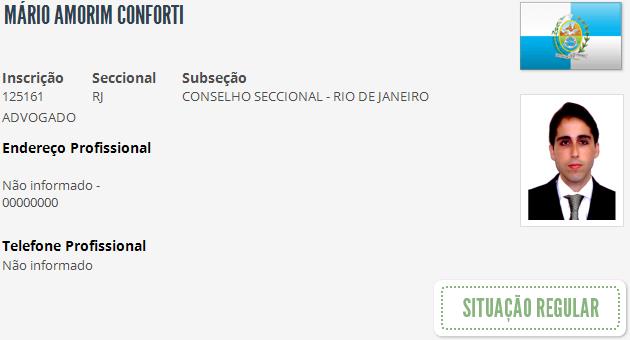 MÁRIO AMORIM CONFORTI
Inscrição Seccional Subseção
125161 RJ CONSELHO SECCIONAL - RIO DE JANEIRO
ADVOGADO
Endereço Profissional
Não informado -
00000000
Telefone Profissional
Não informado
SITUAÇÃO REGULAR